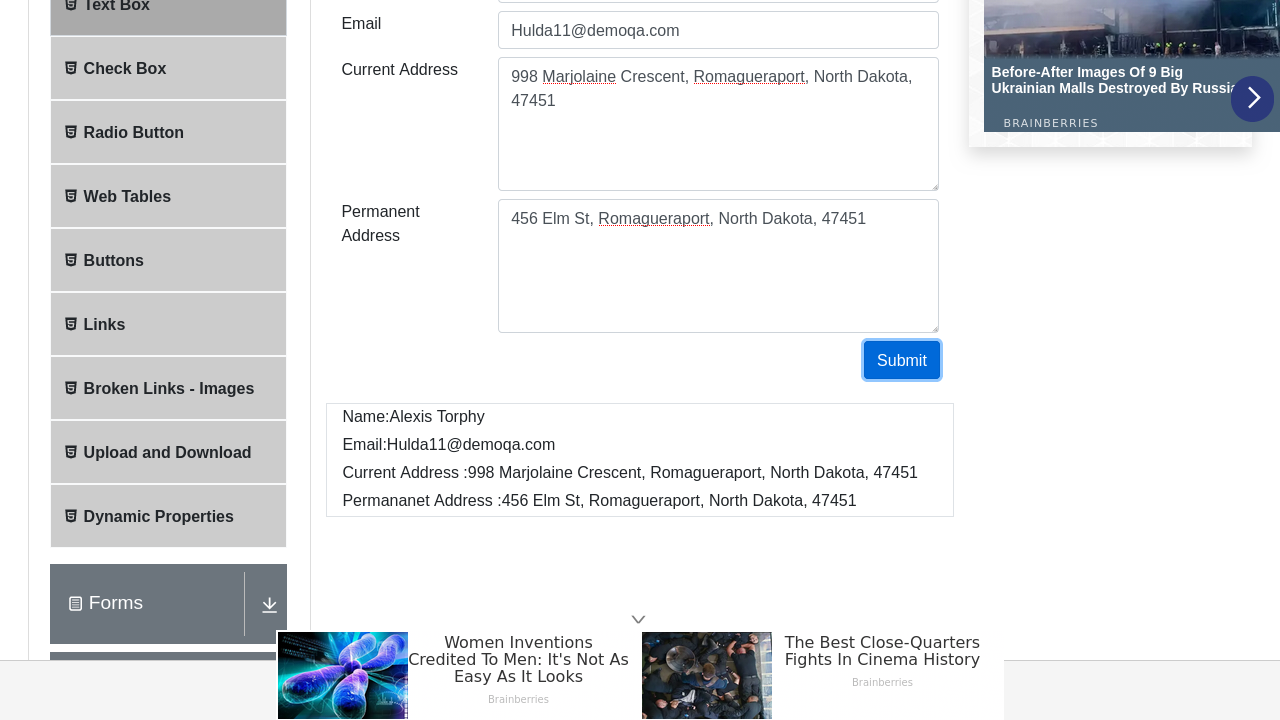 Text Box
Check Box
Radio Button
Web Tables
Buttons
Links
Broken Links - Images
Upload and Download
Dynamic Properties
Forms
Email
Hulda11@demoqa.com
Current Address
998 Marjolaine Crescent, Romagueraport, North Dakota,
47451
Permanent
Address
456 Elm St, Romagueraport, North Dakota, 47451
Submit
Name:Alexis Torphy
Email:Hulda11@demoqa.com
Current Address :998 Marjolaine Crescent, Romagueraport, North Dakota, 47451
Permananet Address :456 Elm St, Romagueraport, North Dakota, 47451
Before-After Images Of 9 Big
Ukrainian Malls Destroyed By Russia
BRAINBERRIES
Women Inventions
Credited To Men: It's Not As
Easy As It Looks
Brainberries
The Best Close-Quarters
Fights In Cinema History
Brainberries